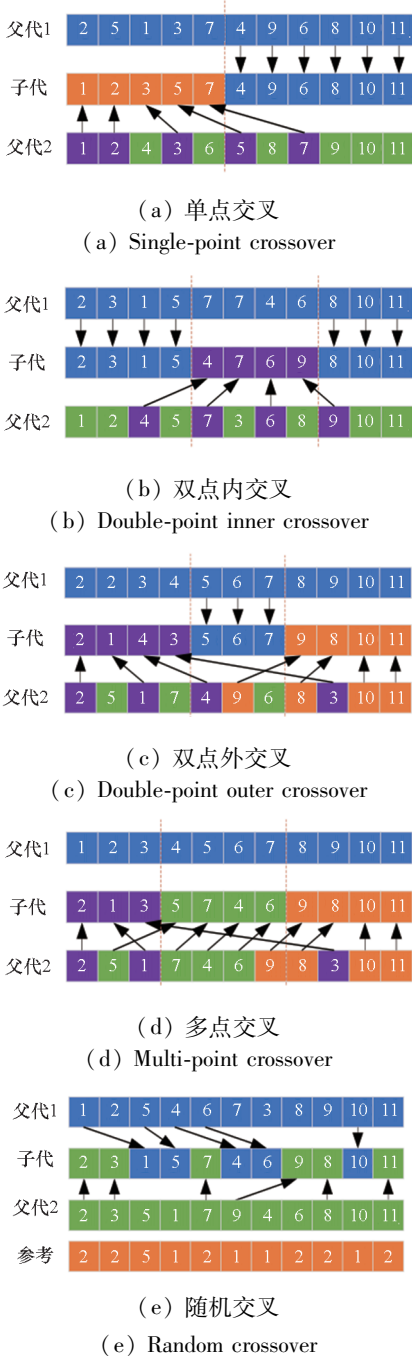 父代1 2 5 1 3 7 4 9 6 8 10 11
子代 1 2 3 5 7 4 9 6 8 10 11
父代2 1 2 4 3 6 5 8 7 9 10 11
（a）单点交叉
（a）Single-point crossover
父代1 2 3 1 5 7 7 4 6 8 10 11
子代 2 3 1 5 4 7 6 9 8 10 11
父代2 1 2 4 5 7 3 6 8 9 10 11
（b）双点内交叉
（b）Double-point inner crossover
父代1 2 2 3 4 5 6 7 8 9 10 11
子代 2 1 4 3 5 6 7 9 8 10 11
父代2 2 5 1 7 4 9 6 8 3 10 11
（c）双点外交叉
（c）Double-point outer crossover
父代1 1 2 3 4 5 6 7 8 9 10 11
子代 2 1 3 5 7 4 6 9 8 10 11
父代2 2 5 1 7 4 6 9 8 3 10 11
（d）多点交叉
（d）Multi-point crossover
父代1 1 2 5 4 6 7 3 8 9 10 11
子代 2 3 1 5 7 4 6 9 8 10 11
父代2 2 3 5 1 7 9 4 6 8 10 11
参考 2 2 5 1 2 1 1 2 2 1 2
（e）随机交叉
（e）Random crossover